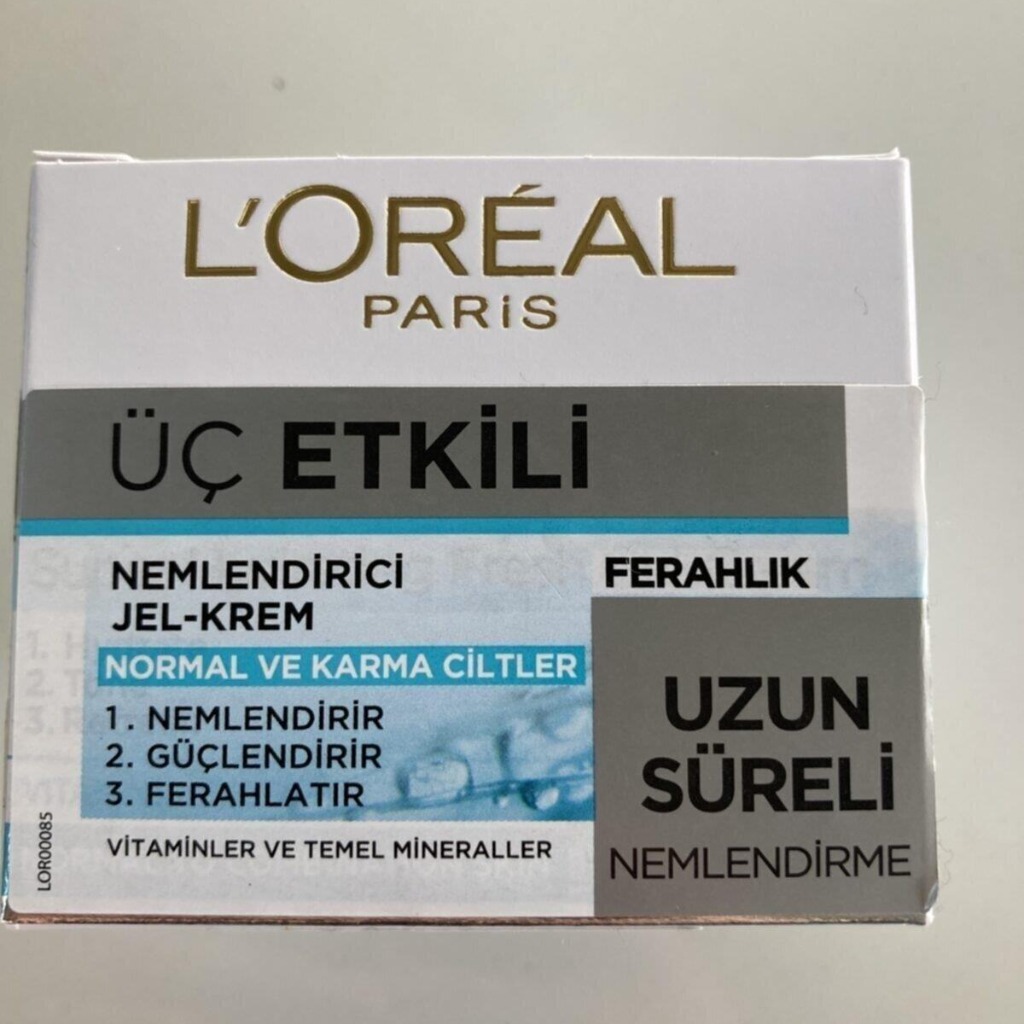 L'ORÉAL
PARiS
ÜÇ ETKİLİ
NEMLENDİRİCİ
JEL-KREM
FERAHLIK
NORMAL VE KARMA CİLTLER
1. NEMLENDİRİR
2. GÜÇLENDİRİR
3. FERAHLATIR
UZUN
SÜRELİ
NEMLENDİRME
VİTAMİNLER VE TEMEL MİNERALLER
LOR00085